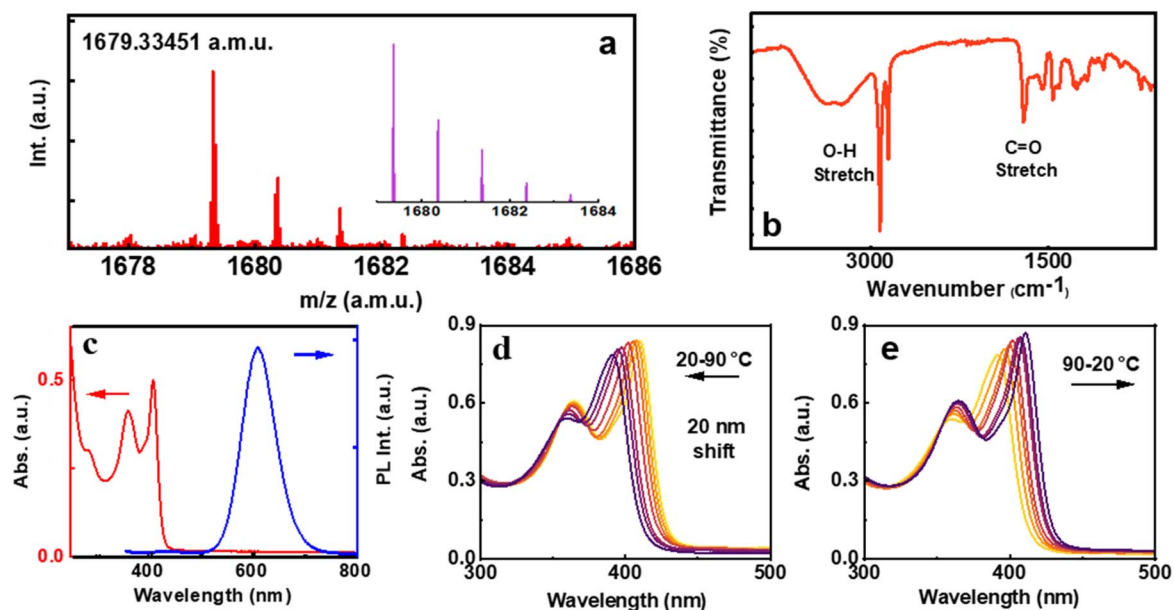 1679.33451 a.m.u.
a
Int. (a.u.)
1680 1682 1684
1678 1680 1682 1684 1686
m/z (a.m.u.)
Transmittance (%)
O-H
Stretch
C=O
Stretch
b
3000 1500
Wavenumber (cm-1)
c
0.5
0.0
Abs. (a.u.)
PL Int. (a.u.)
400 600 800
Wavelength (nm)
d
0.9
0.6
0.3
0.0
Abs. (a.u.)
20-90 °C
20 nm
shift
300 400 500
Wavelength (nm)
e
0.9
0.6
0.3
0.0
Abs. (a.u.)
90-20 °C
300 400 500
Wavelength (nm)